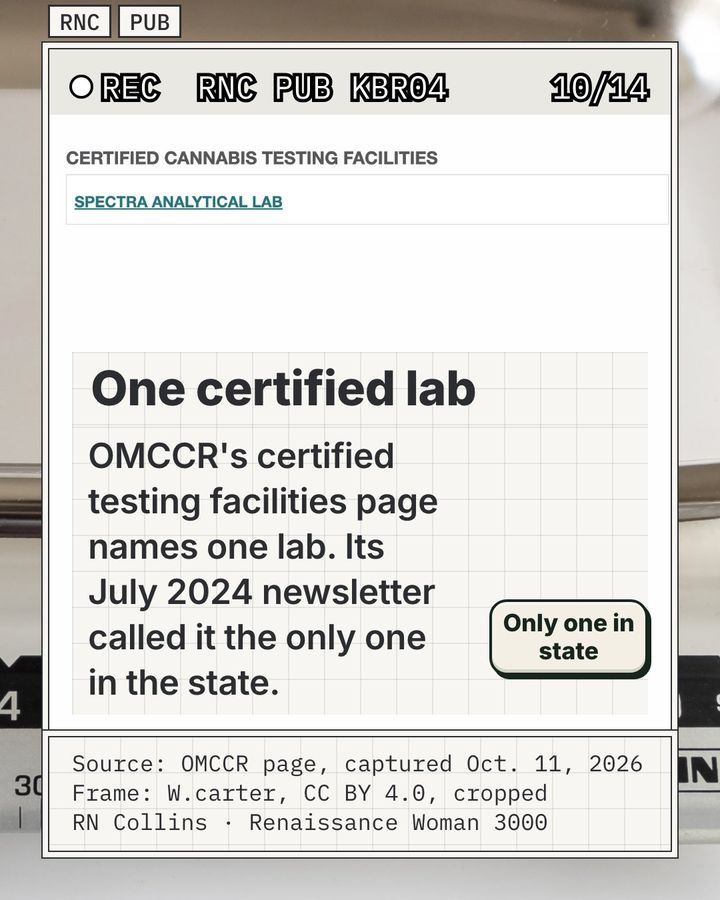 RNC PUB
REC RNC PUB KBR04 10/14
CERTIFIED CANNABIS TESTING FACILITIES
SPECTRA ANALYTICAL LAB
One certified lab
OMCCR's certified
testing facilities page
names one lab. Its
July 2024 newsletter
called it the only one
in the state.
Only one in
state
4
30
Source: OMCCR page, captured Oct. 11, 2026
Frame: W.carter, CC BY 4.0, cropped
RN Collins · Renaissance Woman 3000